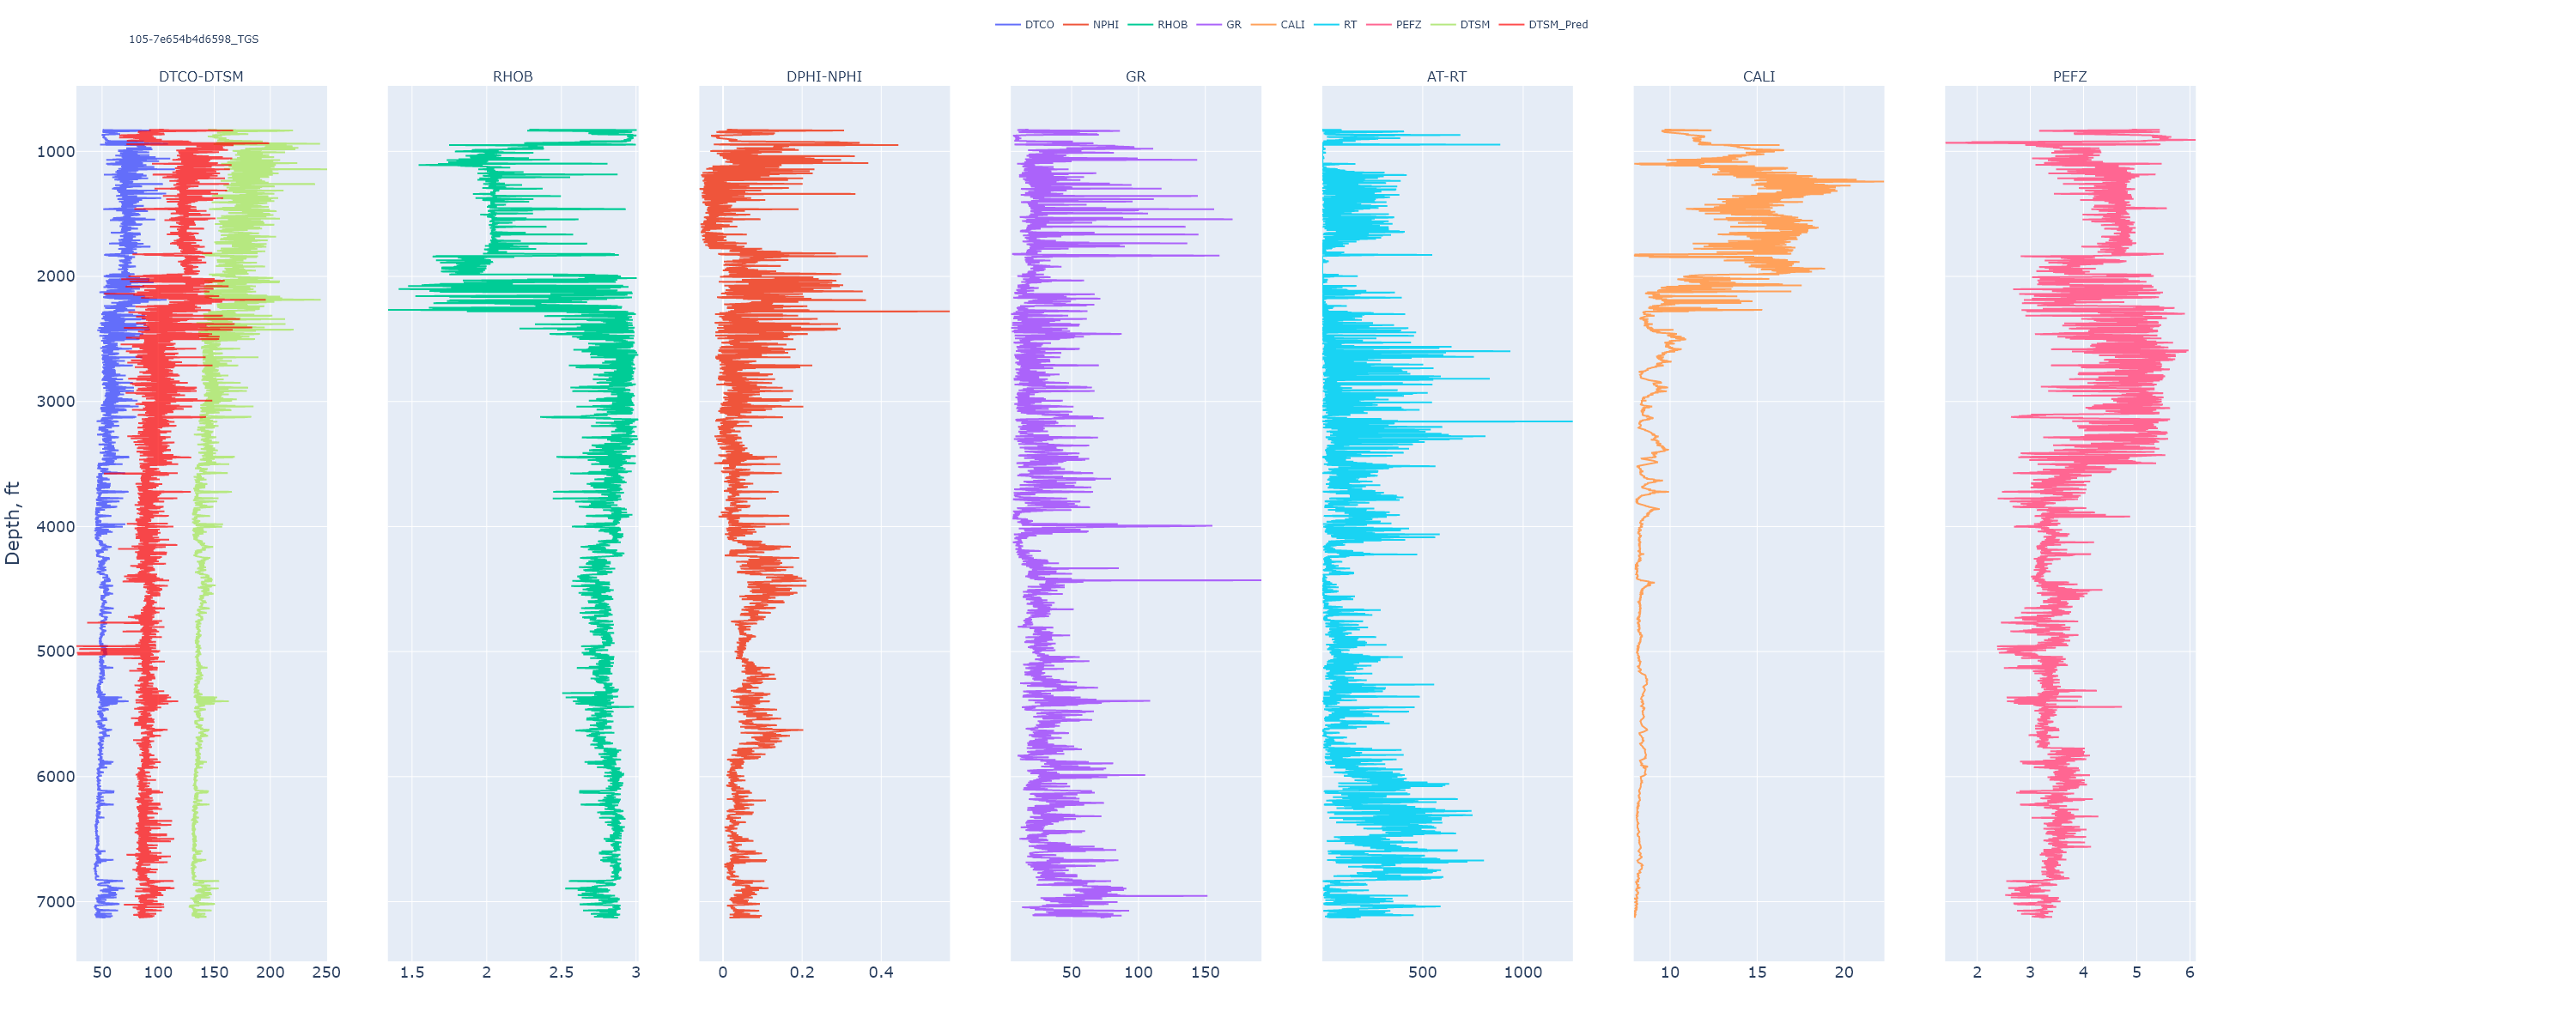 DTCO NPHI RHOB GR CALI RT PEFZ DTSM DTSM_Pred
105-7e654b4d6598_TGS
DTCO-DTSM RHOB DPHI-NPHI GR AT-RT CALI PEFZ
1000
2000
3000
4000
5000
6000
7000
Depth, ft
50 100 150 200 250 1.5 2 2.5 3 0 0.2 0.4 50 100 150 500 1000 10 15 20 2 3 4 5 6